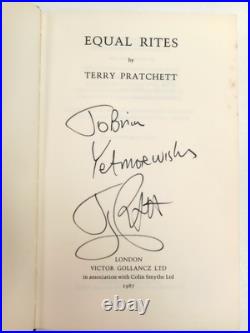 EQUAL RITES
by
TERRY PRATCHETT
To Brian
Yet more wishes
LONDON
VICTOR GOLLANCZ LTD
in association with Colin Smythe Ltd
1987